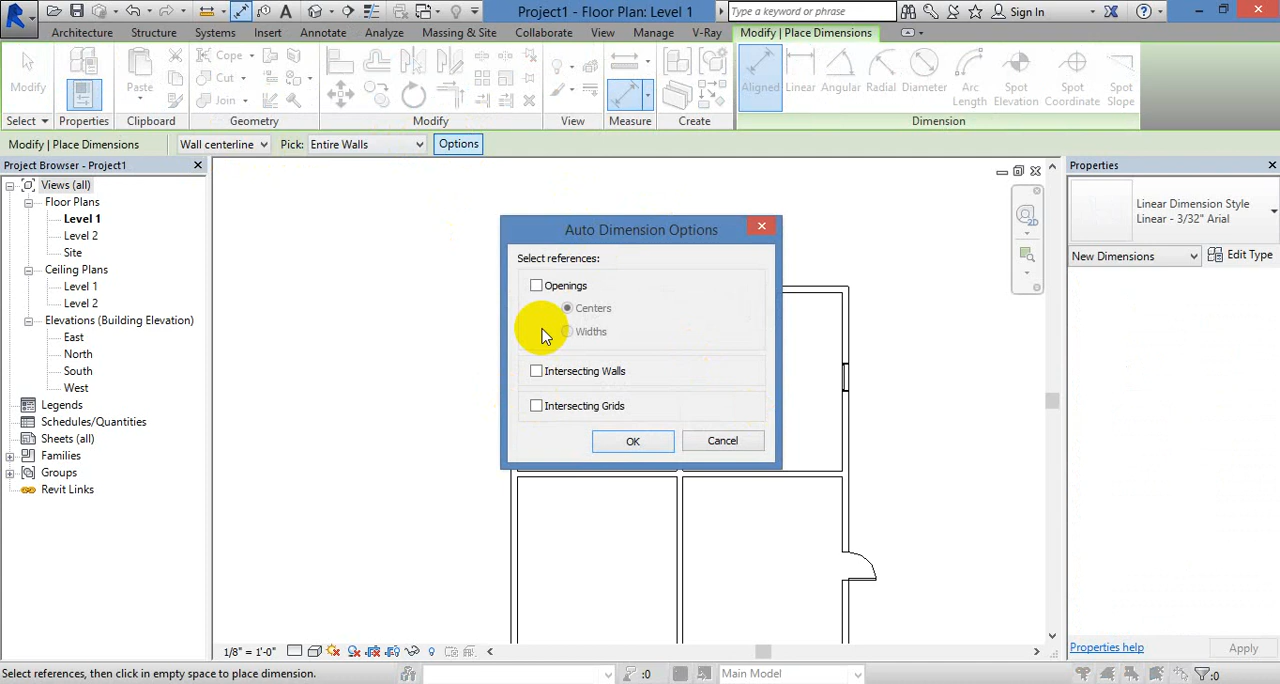 Project1 - Floor Plan: Level 1
Type a keyword or phrase
Sign In
Architecture
Structure
Systems
Insert
Annotate
Analyze
Massing & Site
Collaborate
View
Manage
V-Ray
Modify | Place Dimensions
Modify
Paste
Cope
Cut
Join
Aligned
Linear
Angular
Radial
Diameter
Arc
Length
Spot
Elevation
Spot
Coordinate
Spot
Slope
Select
Properties
Clipboard
Geometry
Modify
View
Measure
Create
Dimension
Modify | Place Dimensions
Wall centerline
Pick:
Entire Walls
Options
Project Browser - Project1
Views (all)
Floor Plans
Level 1
Level 2
Site
Ceiling Plans
Level 1
Level 2
Elevations (Building Elevation)
East
North
South
West
Legends
Schedules/Quantities
Sheets (all)
Families
Groups
Revit Links
2D
Auto Dimension Options
Select references:
Openings
Centers
Widths
Intersecting Walls
Intersecting Grids
OK
Cancel
Properties
Linear Dimension Style
Linear - 3/32" Arial
New Dimensions
Edit Type
Properties help
Apply
1/8" = 1'-0"
Select references, then click in empty space to place dimension.
:0
Main Model
:0